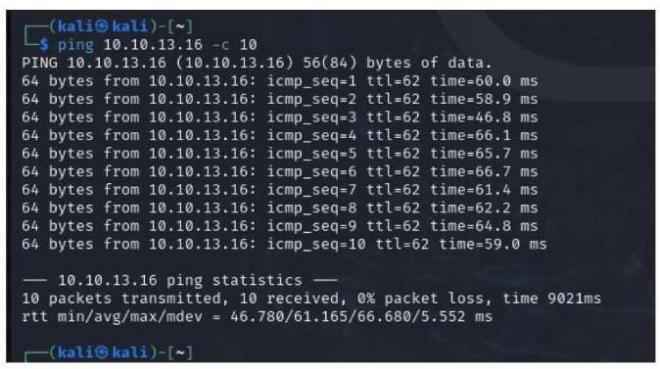 ┌──(kali㉿kali)-[~]
└─$ ping 10.10.13.16 -c 10
PING 10.10.13.16 (10.10.13.16) 56(84) bytes of data.
64 bytes from 10.10.13.16: icmp_seq=1 ttl=62 time=60.0 ms
64 bytes from 10.10.13.16: icmp_seq=2 ttl=62 time=58.9 ms
64 bytes from 10.10.13.16: icmp_seq=3 ttl=62 time=46.8 ms
64 bytes from 10.10.13.16: icmp_seq=4 ttl=62 time=66.1 ms
64 bytes from 10.10.13.16: icmp_seq=5 ttl=62 time=65.7 ms
64 bytes from 10.10.13.16: icmp_seq=6 ttl=62 time=66.7 ms
64 bytes from 10.10.13.16: icmp_seq=7 ttl=62 time=61.4 ms
64 bytes from 10.10.13.16: icmp_seq=8 ttl=62 time=62.2 ms
64 bytes from 10.10.13.16: icmp_seq=9 ttl=62 time=64.8 ms
64 bytes from 10.10.13.16: icmp_seq=10 ttl=62 time=59.0 ms
--- 10.10.13.16 ping statistics ---
10 packets transmitted, 10 received, 0% packet loss, time 9021ms
rtt min/avg/max/mdev = 46.780/61.165/66.680/5.552 ms
┌──(kali㉿kali)-[~]